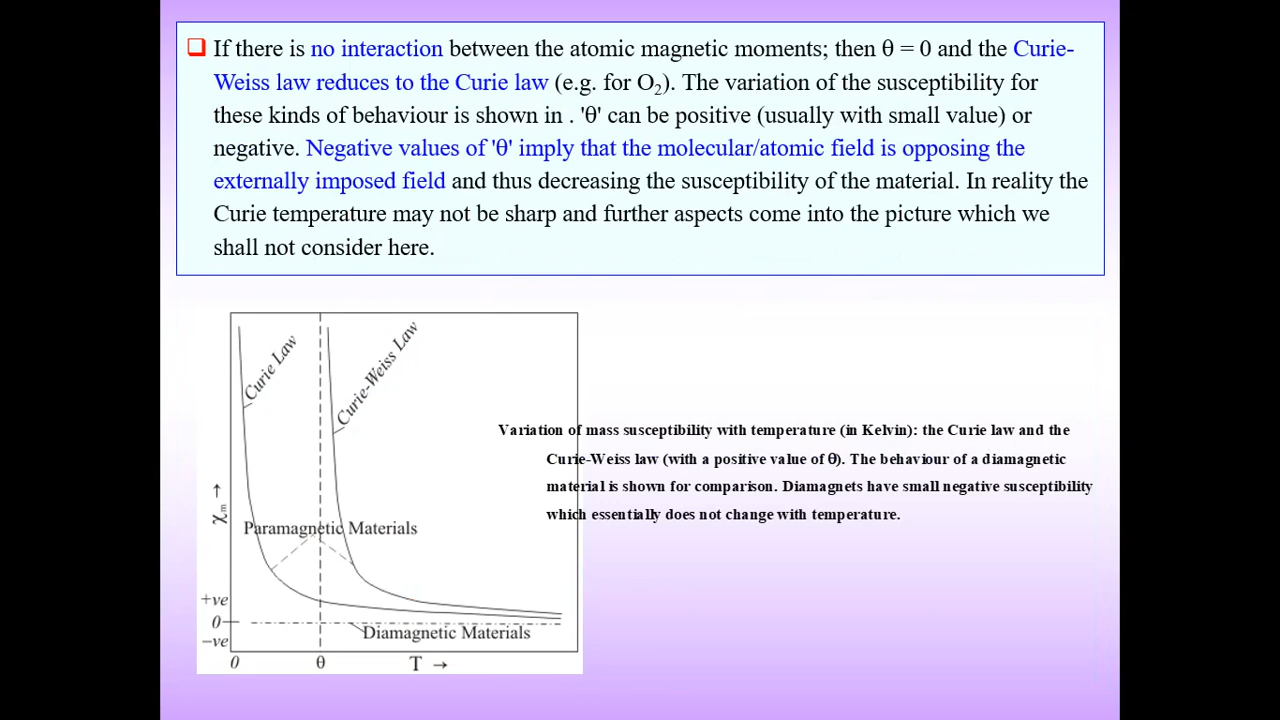 If there is no interaction between the atomic magnetic moments; then θ = 0 and the Curie-
Weiss law reduces to the Curie law (e.g. for O₂). The variation of the susceptibility for
these kinds of behaviour is shown in . 'θ' can be positive (usually with small value) or
negative. Negative values of 'θ' imply that the molecular/atomic field is opposing the
externally imposed field and thus decreasing the susceptibility of the material. In reality the
Curie temperature may not be sharp and further aspects come into the picture which we
shall not consider here.
Curie Law
Curie-Weiss Law
χₘ →
Paramagnetic Materials
+ve
0
−ve
Diamagnetic Materials
0
θ
T →
Variation of mass susceptibility with temperature (in Kelvin): the Curie law and the
Curie-Weiss law (with a positive value of θ). The behaviour of a diamagnetic
material is shown for comparison. Diamagnets have small negative susceptibility
which essentially does not change with temperature.